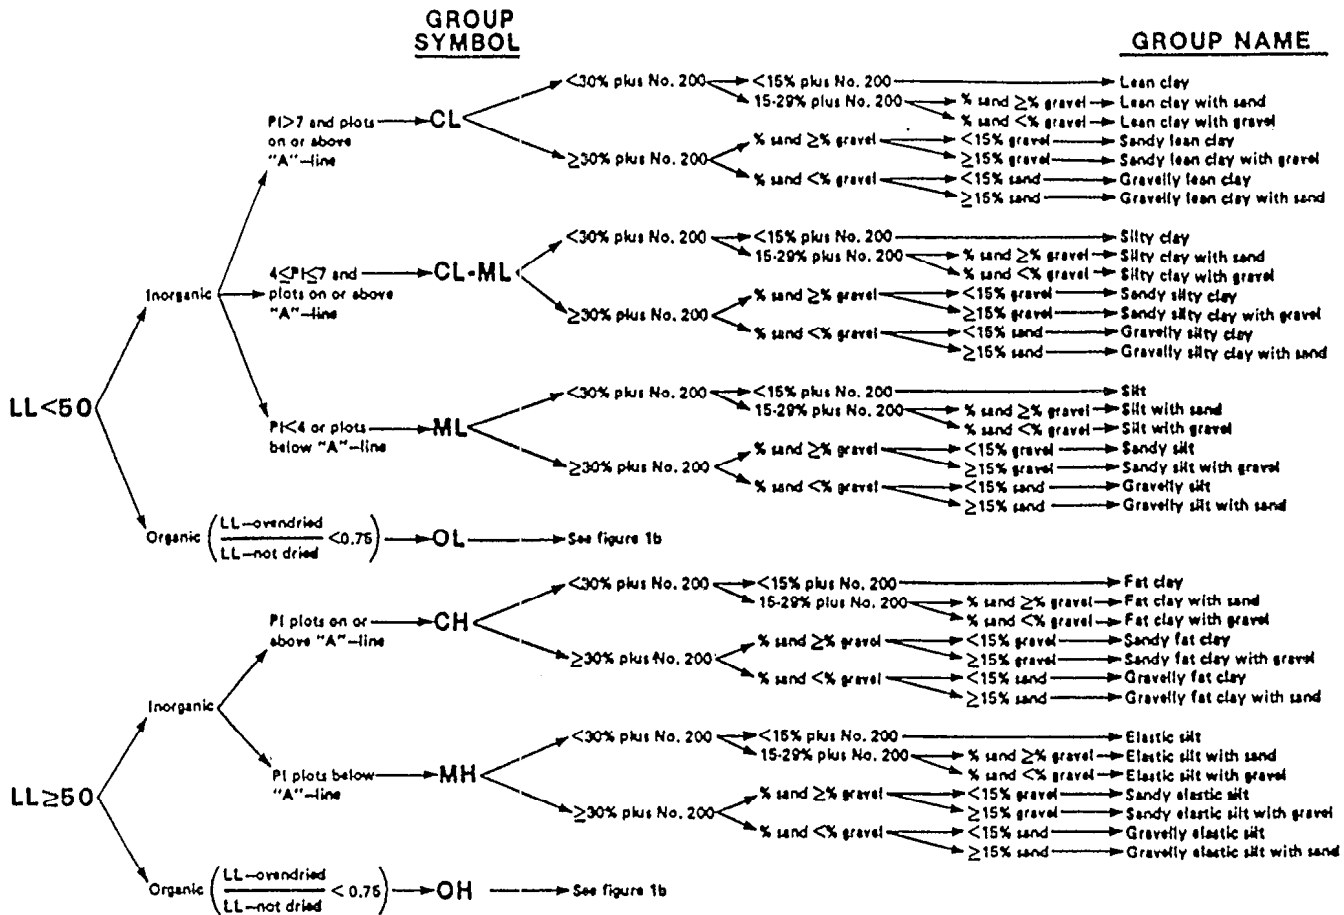 GROUP SYMBOL
GROUP NAME
LL<50
Inorganic
PI>7 and plots on or above "A"-line
CL
<30% plus No. 200
<15% plus No. 200
Lean clay
15-29% plus No. 200
% sand ≥% gravel
Lean clay with sand
% sand <% gravel
Lean clay with gravel
≥30% plus No. 200
% sand ≥% gravel
<15% gravel
Sandy lean clay
≥15% gravel
Sandy lean clay with gravel
% sand <% gravel
<15% sand
Gravelly lean clay
≥15% sand
Gravelly lean clay with sand
4≤PI≤7 and plots on or above "A"-line
CL-ML
<30% plus No. 200
<15% plus No. 200
Silty clay
15-29% plus No. 200
% sand ≥% gravel
Silty clay with sand
% sand <% gravel
Silty clay with gravel
≥30% plus No. 200
% sand ≥% gravel
<15% gravel
Sandy silty clay
≥15% gravel
Sandy silty clay with gravel
% sand <% gravel
<15% sand
Gravelly silty clay
≥15% sand
Gravelly silty clay with sand
PI<4 or plots below "A"-line
ML
<30% plus No. 200
<15% plus No. 200
Silt
15-29% plus No. 200
% sand ≥% gravel
Silt with sand
% sand <% gravel
Silt with gravel
≥30% plus No. 200
% sand ≥% gravel
<15% gravel
Sandy silt
≥15% gravel
Sandy silt with gravel
% sand <% gravel
<15% sand
Gravelly silt
≥15% sand
Gravelly silt with sand
Organic (LL-ovendried / LL-not dried <0.75)
OL
See figure 1b
LL≥50
Inorganic
PI plots on or above "A"-line
CH
<30% plus No. 200
<15% plus No. 200
Fat clay
15-29% plus No. 200
% sand ≥% gravel
Fat clay with sand
% sand <% gravel
Fat clay with gravel
≥30% plus No. 200
% sand ≥% gravel
<15% gravel
Sandy fat clay
≥15% gravel
Sandy fat clay with gravel
% sand <% gravel
<15% sand
Gravelly fat clay
≥15% sand
Gravelly fat clay with sand
PI plots below "A"-line
MH
<30% plus No. 200
<15% plus No. 200
Elastic silt
15-29% plus No. 200
% sand ≥% gravel
Elastic silt with sand
% sand <% gravel
Elastic silt with gravel
≥30% plus No. 200
% sand ≥% gravel
<15% gravel
Sandy elastic silt
≥15% gravel
Sandy elastic silt with gravel
% sand <% gravel
<15% sand
Gravelly elastic silt
≥15% sand
Gravelly elastic silt with sand
Organic (LL-ovendried / LL-not dried <0.75)
OH
See figure 1b